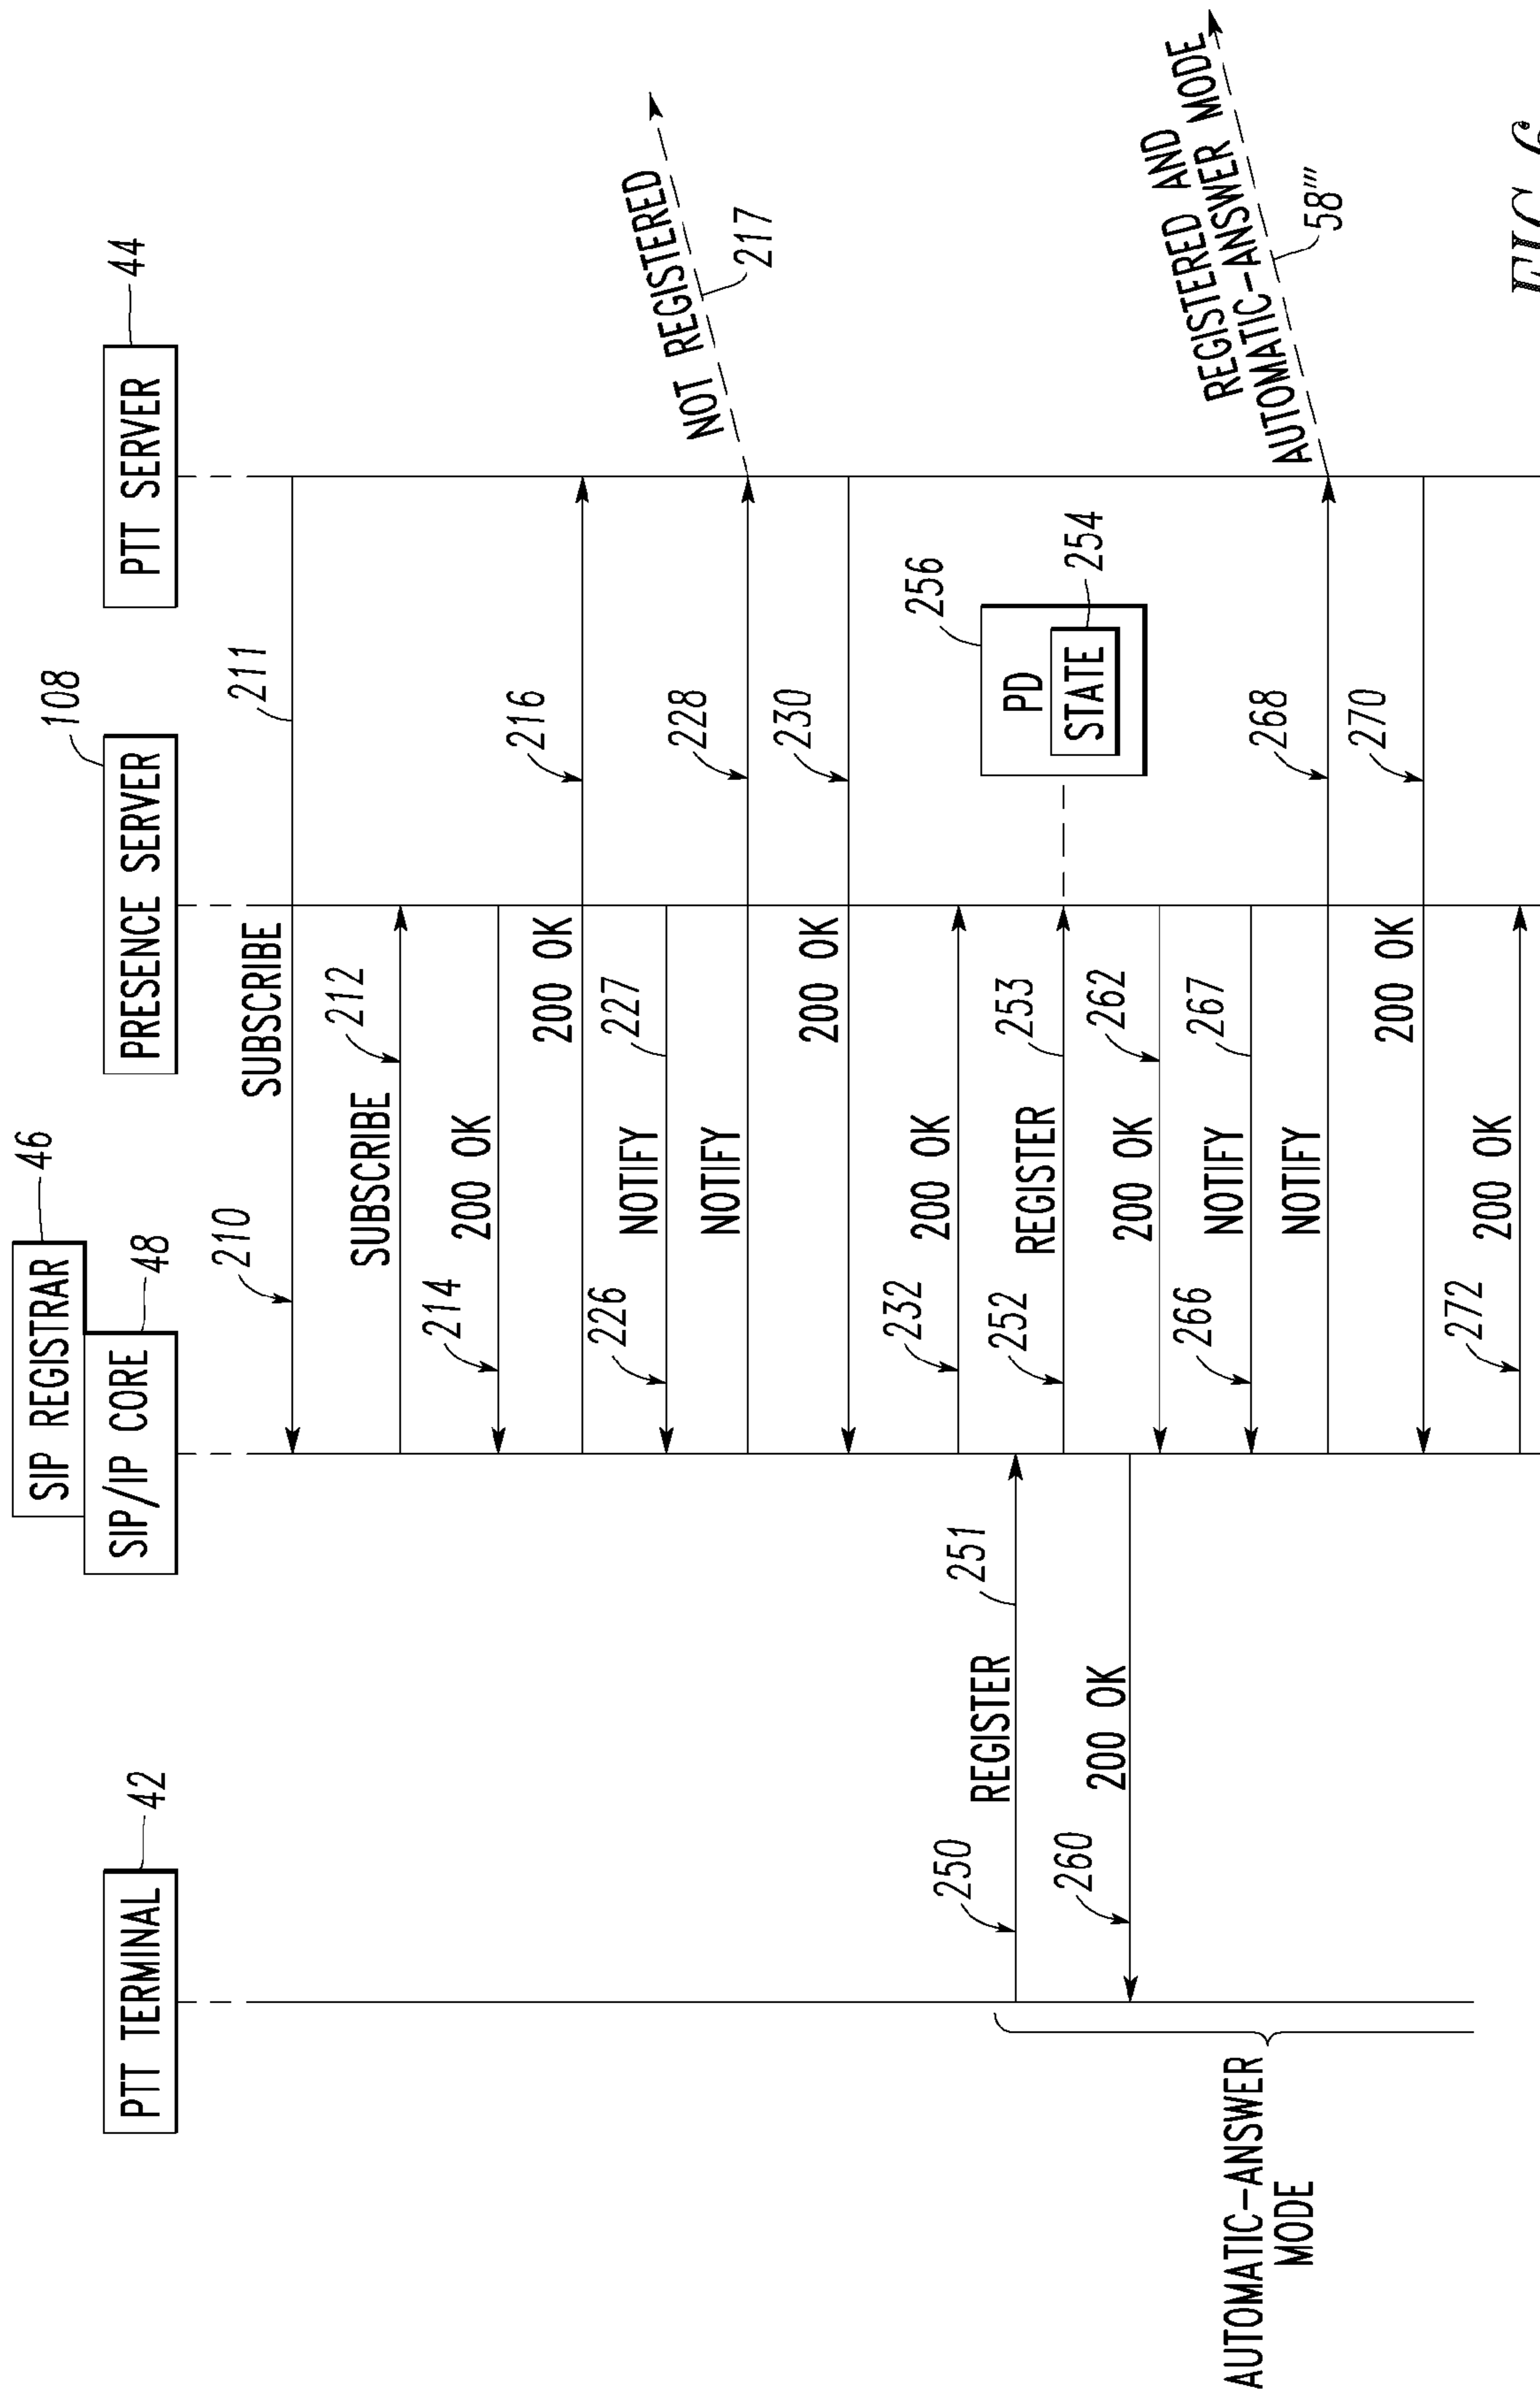 SIP REGISTRAR
46
SIP/IP CORE
48
PTT TERMINAL
42
PRESENCE SERVER
108
PTT SERVER
44
210
SUBSCRIBE
211
SUBSCRIBE
212
214
200 OK
200 OK
216
226
NOTIFY
227
NOTIFY
228
NOT REGISTERED
217
200 OK
230
232
200 OK
250
REGISTER
251
252
REGISTER
253
PD
STATE
256
254
260
200 OK
200 OK
262
266
NOTIFY
267
NOTIFY
268
REGISTERED AND
AUTOMATIC-ANSWER MODE
58'''
200 OK
270
272
200 OK
AUTOMATIC-ANSWER
MODE